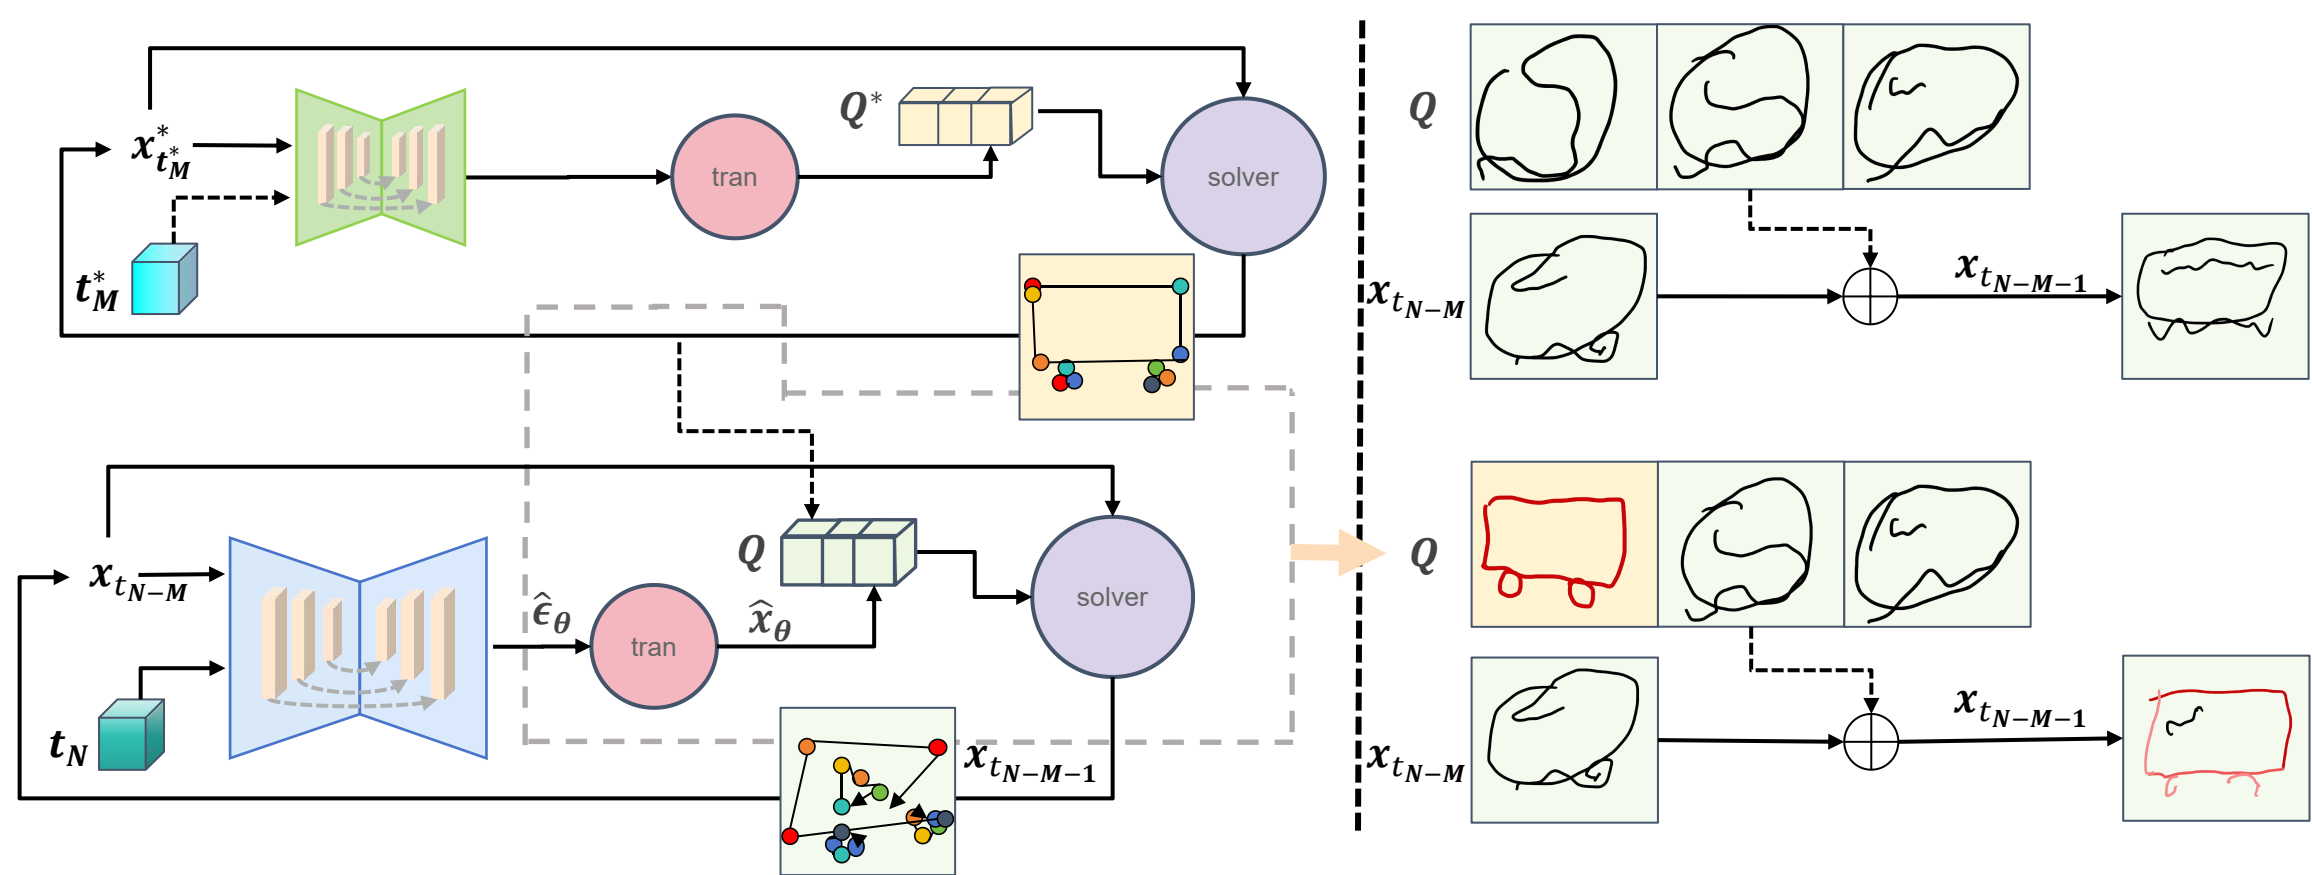 Q*
x*_{t*_M}
tran
solver
t*_M
Q
x_{t_{N-M}}
ϵ̂_θ
tran
x̂_θ
solver
t_N
x_{t_{N-M-1}}
Q
x_{t_{N-M}}
x_{t_{N-M-1}}
Q
x_{t_{N-M}}
x_{t_{N-M-1}}